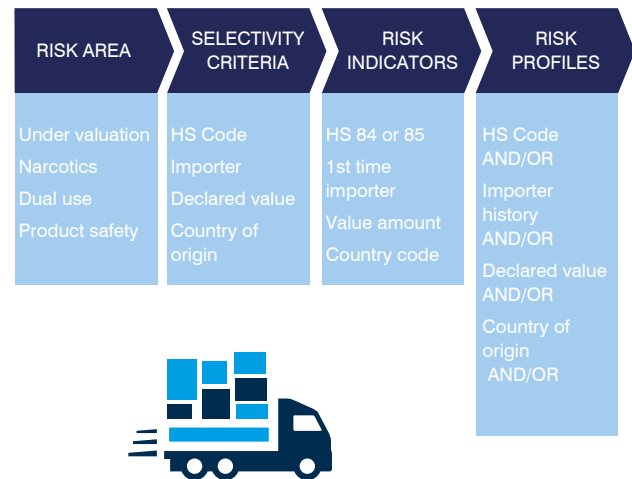 RISK AREA
SELECTIVITY
CRITERIA
RISK
INDICATORS
RISK
PROFILES
Under valuation
Narcotics
Dual use
Product safety
HS Code
Importer
Declared value
Country of
origin
HS 84 or 85
1st time
importer
Value amount
Country code
HS Code
AND/OR
Importer
history
AND/OR
Declared value
AND/OR
Country of
origin
AND/OR